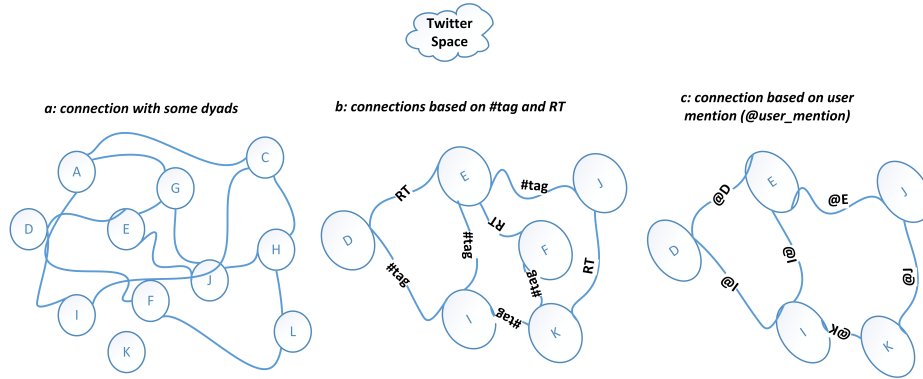 Twitter
Space
a: connection with some dyads
b: connections based on #tag and RT
c: connection based on user
mention (@user_mention)
A
C
G
D
E
H
J
I
F
L
K
E
J
RT
#tag
D
RT
F
#tag
#tag
RT
#tag
I
#tag
K
E
J
@D
@E
D
@I
@I
@J
I
@K
K